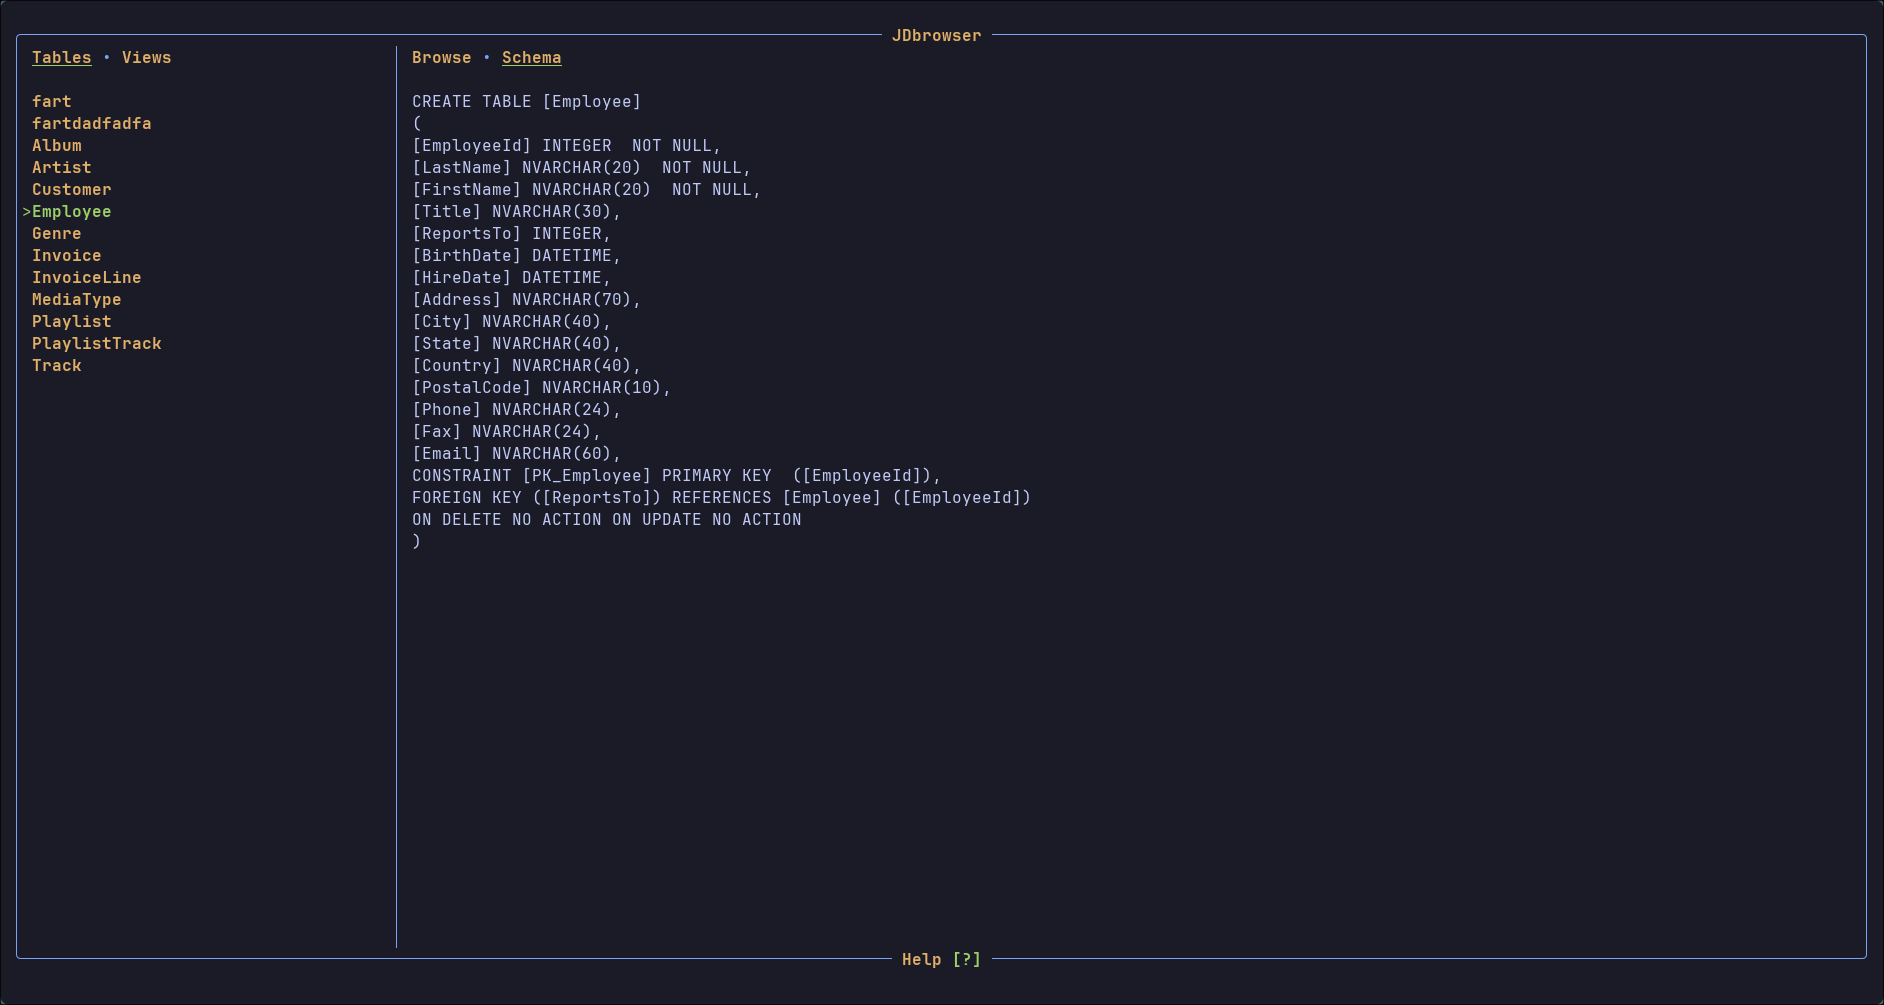 JDbrowser
Tables • Views
fart
fartdadfadfa
Album
Artist
Customer
>Employee
Genre
Invoice
InvoiceLine
MediaType
Playlist
PlaylistTrack
Track
Browse • Schema
CREATE TABLE [Employee]
(
[EmployeeId] INTEGER  NOT NULL,
[LastName] NVARCHAR(20)  NOT NULL,
[FirstName] NVARCHAR(20)  NOT NULL,
[Title] NVARCHAR(30),
[ReportsTo] INTEGER,
[BirthDate] DATETIME,
[HireDate] DATETIME,
[Address] NVARCHAR(70),
[City] NVARCHAR(40),
[State] NVARCHAR(40),
[Country] NVARCHAR(40),
[PostalCode] NVARCHAR(10),
[Phone] NVARCHAR(24),
[Fax] NVARCHAR(24),
[Email] NVARCHAR(60),
CONSTRAINT [PK_Employee] PRIMARY KEY  ([EmployeeId]),
FOREIGN KEY ([ReportsTo]) REFERENCES [Employee] ([EmployeeId])
ON DELETE NO ACTION ON UPDATE NO ACTION
)
Help [?]